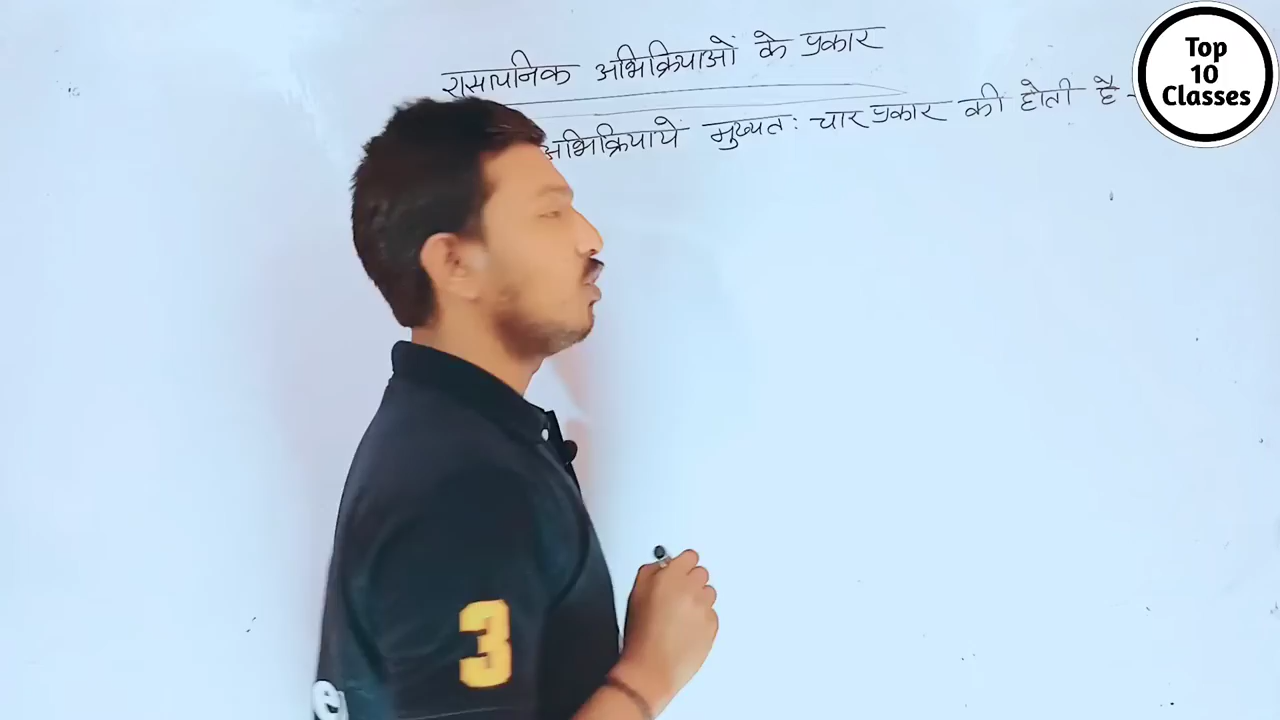 रासायनिक अभिक्रियाओं के प्रकार
अभिक्रियायें मुख्यतः चार प्रकार की होती है -
Top
10
Classes
3
e